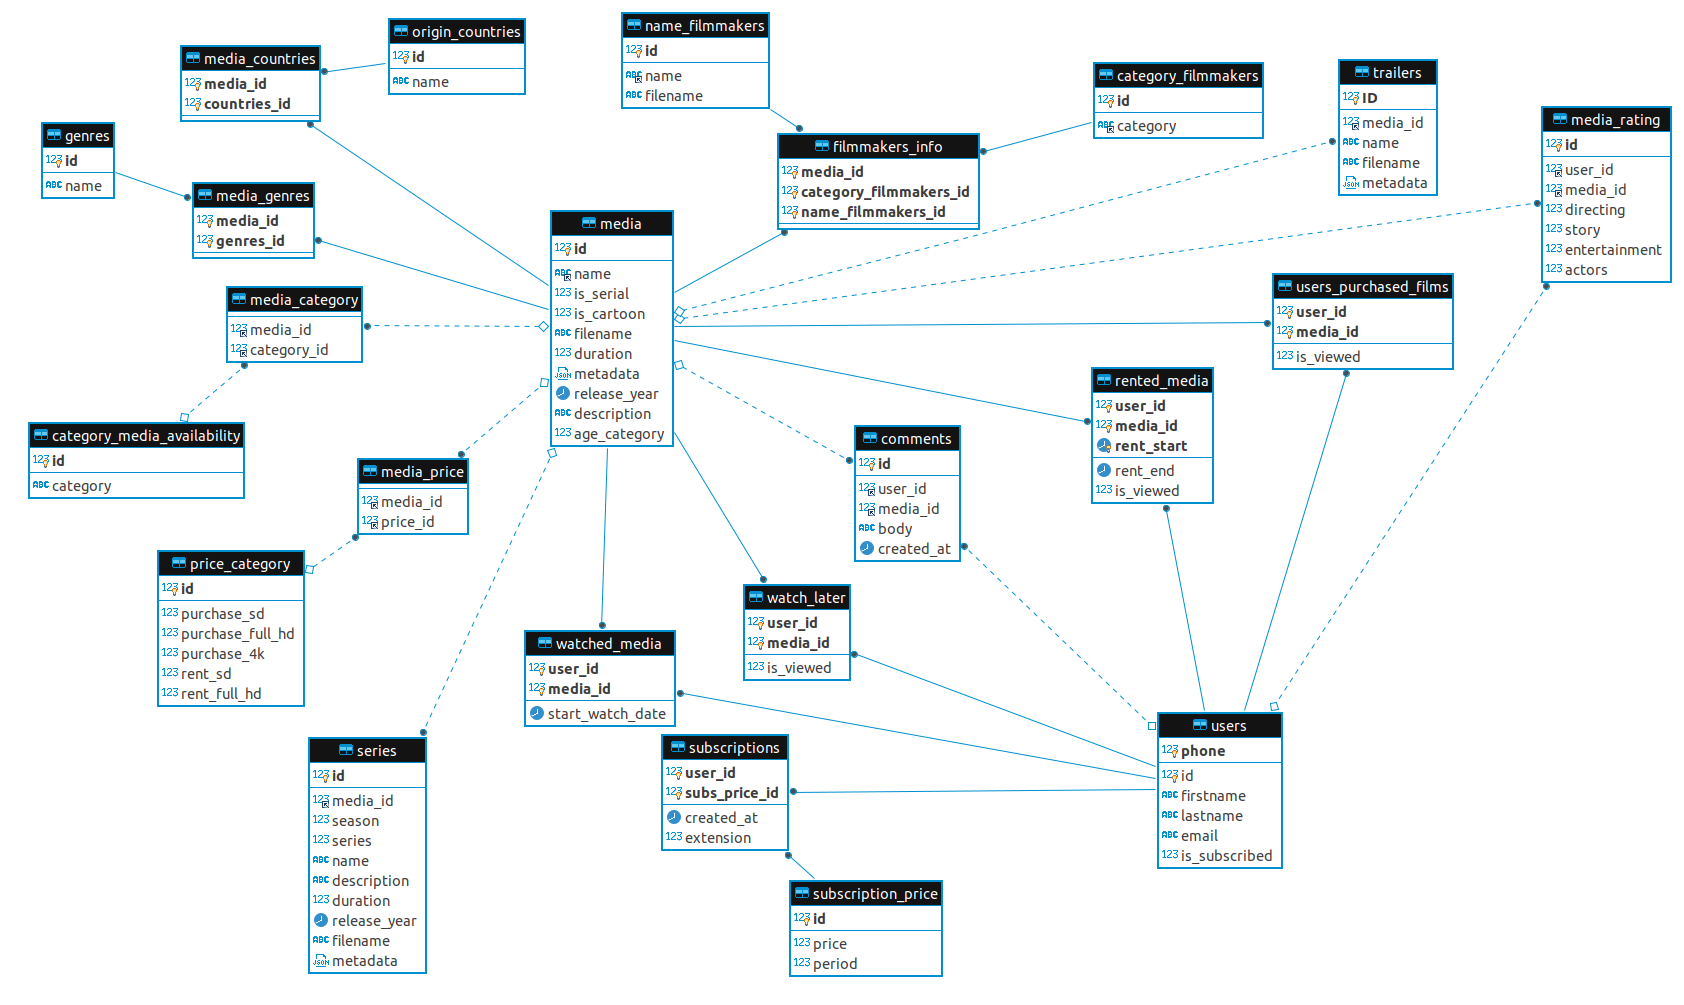 origin_countries
id
name
name_filmmakers
id
name
filename
media_countries
media_id
countries_id
category_filmmakers
id
category
trailers
ID
media_id
name
filename
metadata
media_rating
id
user_id
media_id
directing
story
entertainment
actors
genres
id
name
filmmakers_info
media_id
category_filmmakers_id
name_filmmakers_id
media_genres
media_id
genres_id
media
id
name
is_serial
is_cartoon
filename
duration
metadata
release_year
description
age_category
users_purchased_films
user_id
media_id
is_viewed
media_category
media_id
category_id
rented_media
user_id
media_id
rent_start
rent_end
is_viewed
category_media_availability
id
category
comments
id
user_id
media_id
body
created_at
media_price
media_id
price_id
price_category
id
purchase_sd
purchase_full_hd
purchase_4k
rent_sd
rent_full_hd
watch_later
user_id
media_id
is_viewed
watched_media
user_id
media_id
start_watch_date
users
phone
id
firstname
lastname
email
is_subscribed
subscriptions
user_id
subs_price_id
created_at
extension
series
id
media_id
season
series
name
description
duration
release_year
filename
metadata
subscription_price
id
price
period